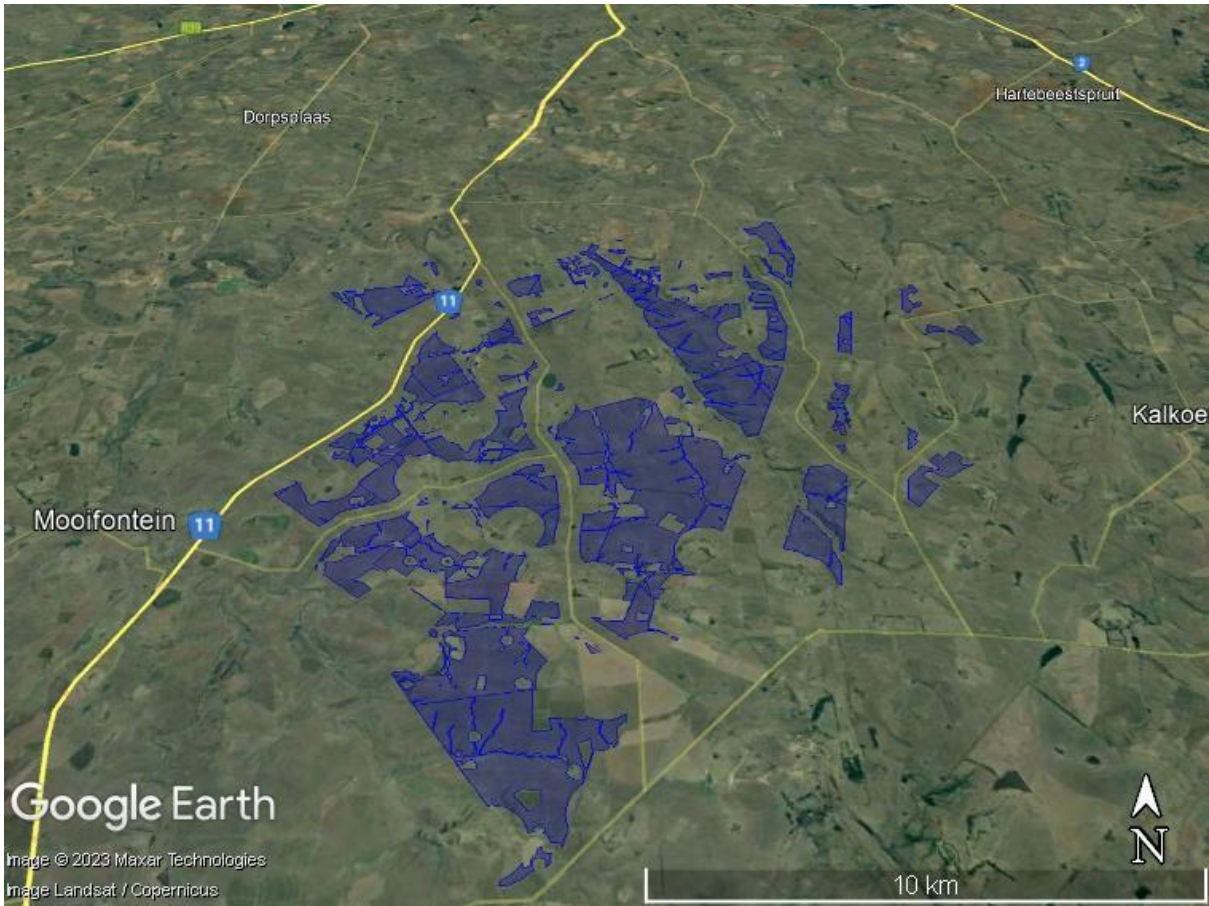 Dorpsplaas
2
Hartebeestspruit
11
Kalkoe
Mooifontein
11
Google Earth
Image © 2023 Maxar Technologies
Image Landsat / Copernicus
10 km
N